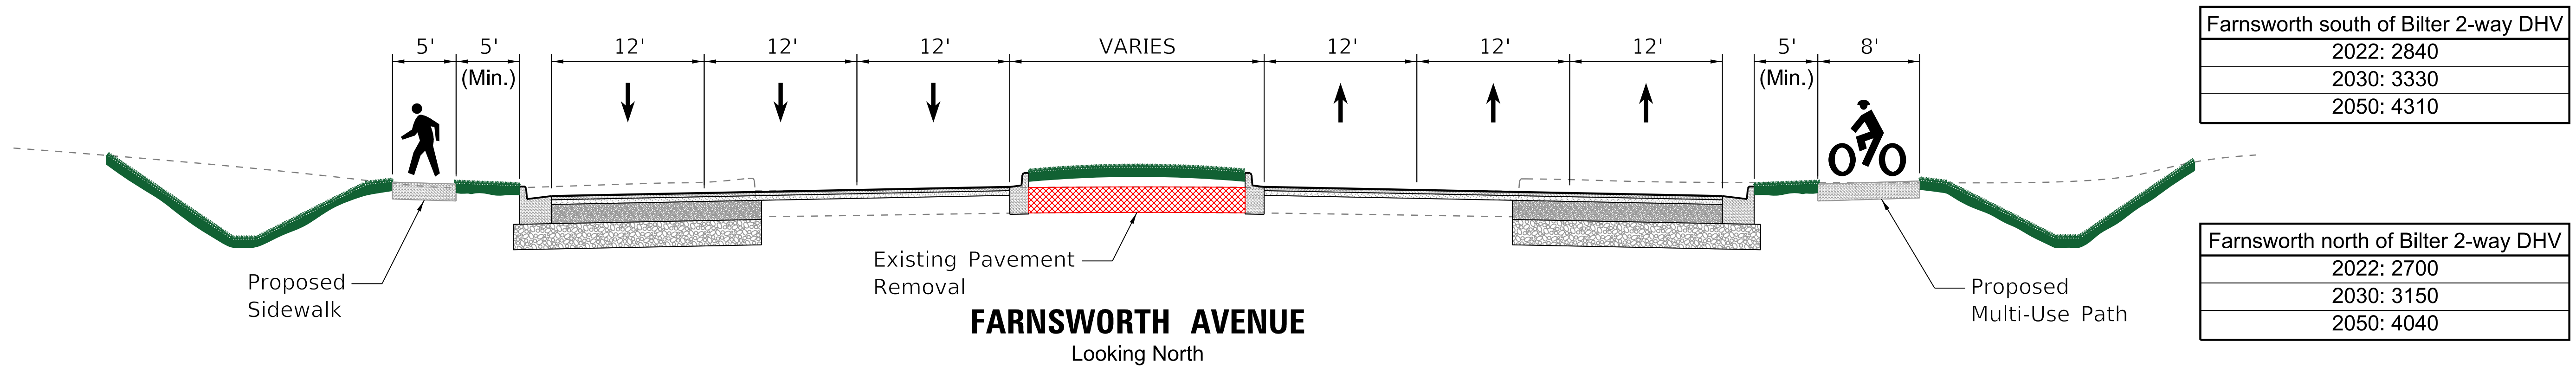 5' 5' 12' 12' 12' VARIES 12' 12' 12' 5' 8'
(Min.) (Min.)
Proposed
Sidewalk
Existing Pavement
Removal
Proposed
Multi-Use Path
FARNSWORTH AVENUE
Looking North
Farnsworth south of Bilter 2-way DHV
2022: 2840
2030: 3330
2050: 4310
Farnsworth north of Bilter 2-way DHV
2022: 2700
2030: 3150
2050: 4040